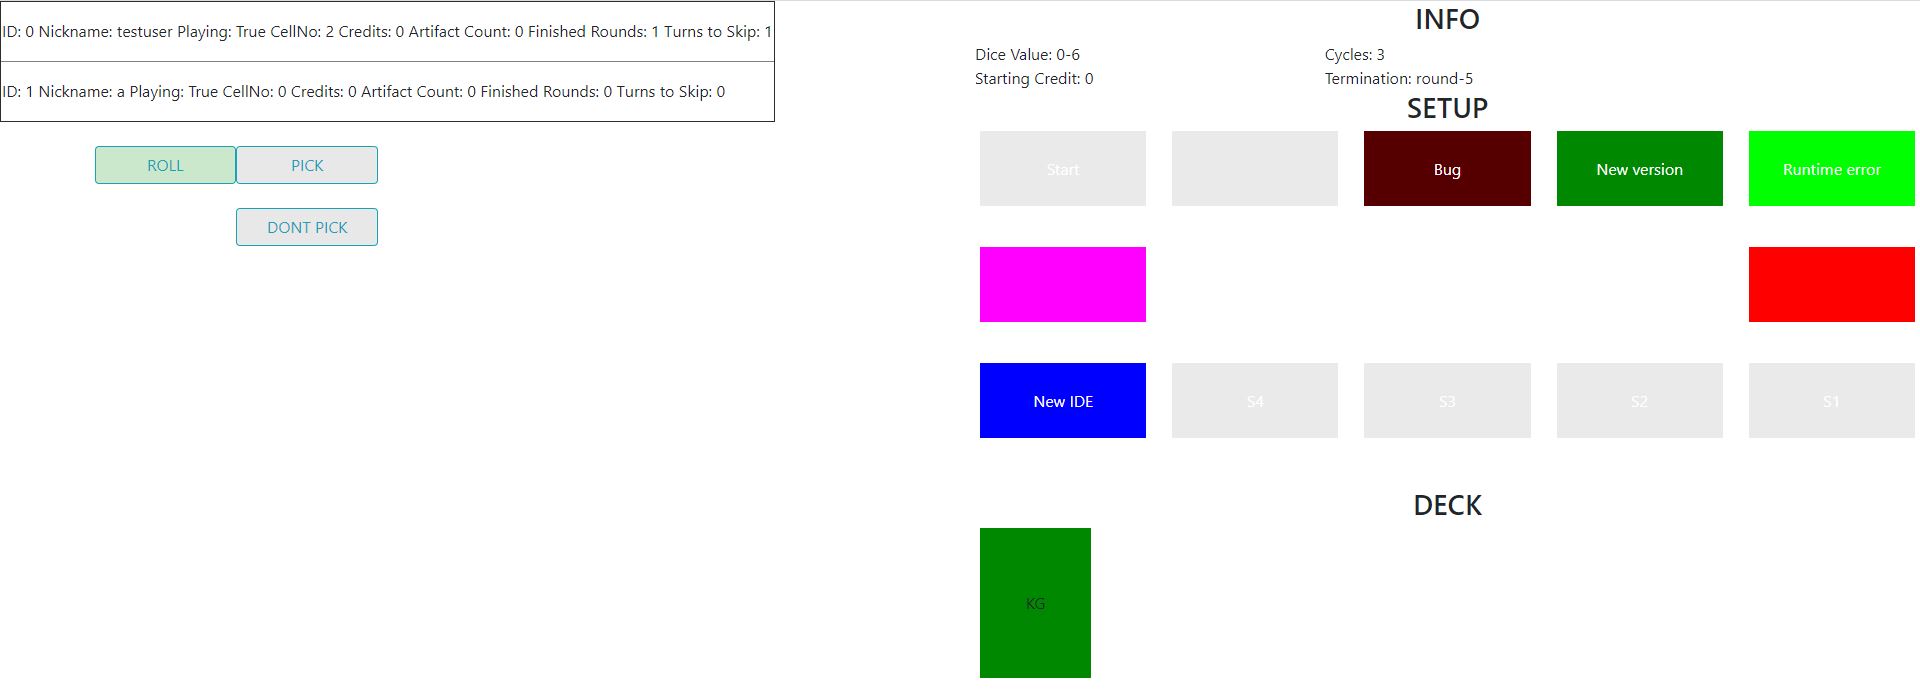 ID: 0 Nickname: testuser Playing: True CellNo: 2 Credits: 0 Artifact Count: 0 Finished Rounds: 1 Turns to Skip: 1
ID: 1 Nickname: a Playing: True CellNo: 0 Credits: 0 Artifact Count: 0 Finished Rounds: 0 Turns to Skip: 0
ROLL
PICK
DONT PICK
INFO
Dice Value: 0-6
Cycles: 3
Starting Credit: 0
Termination: round-5
SETUP
Start
Bug
New version
Runtime error
New IDE
S4
S3
S2
S1
DECK
KG